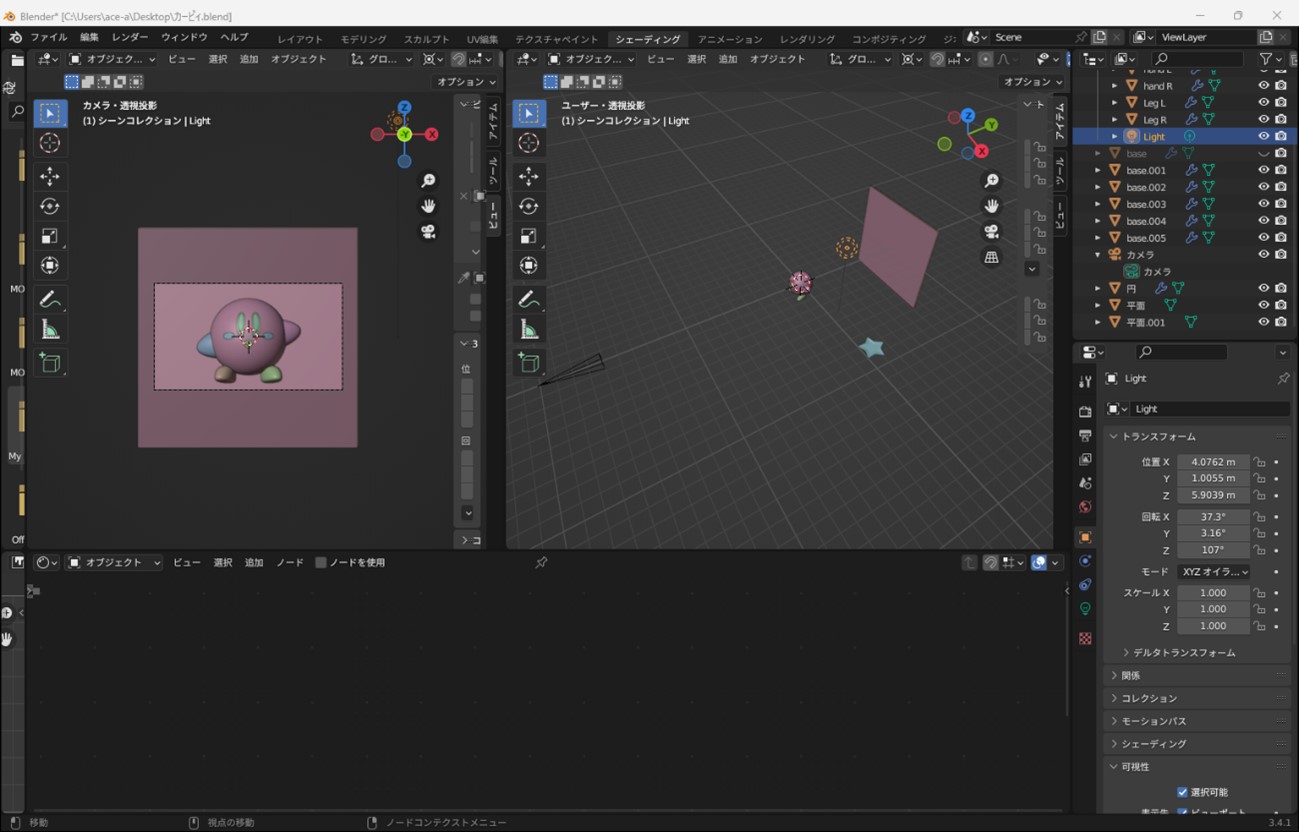 Blender* [C:\Users\ace-a\Desktop\カービィ.blend]
ファイル 編集 レンダー ウィンドウ ヘルプ レイアウト モデリング スカルプト UV編集 テクスチャペイント シェーディング アニメーション レンダリング コンポジティング Scene ViewLayer
オブジェク... ビュー 選択 追加 オブジェクト グロ... オブジェク... ビュー 選択 追加 オブジェクト グロ...
オプション オプション
カメラ・透視投影
(1) シーンコレクション | Light
Z
-Y
X
ユーザー・透視投影
(1) シーンコレクション | Light
Z
Y
X
アイテム
ツール
ビュー
アイテム
ツール
ビュー
3
位
回
コ
ト
MO
MO
My
Off
hand R
Leg L
Leg R
Light
base
base.001
base.002
base.003
base.004
base.005
カメラ
カメラ
円
平面
平面.001
Light
Light
トランスフォーム
位置 X 4.0762 m
Y 1.0055 m
Z 5.9039 m
回転 X 37.3°
Y 3.16°
Z 107°
モード XYZ オイラ...
スケール X 1.000
Y 1.000
Z 1.000
デルタトランスフォーム
関係
コレクション
モーションパス
シェーディング
可視性
選択可能
オブジェクト ビュー 選択 追加 ノード ノードを使用
移動 視点の移動 ノードコンテクストメニュー 3.4.1